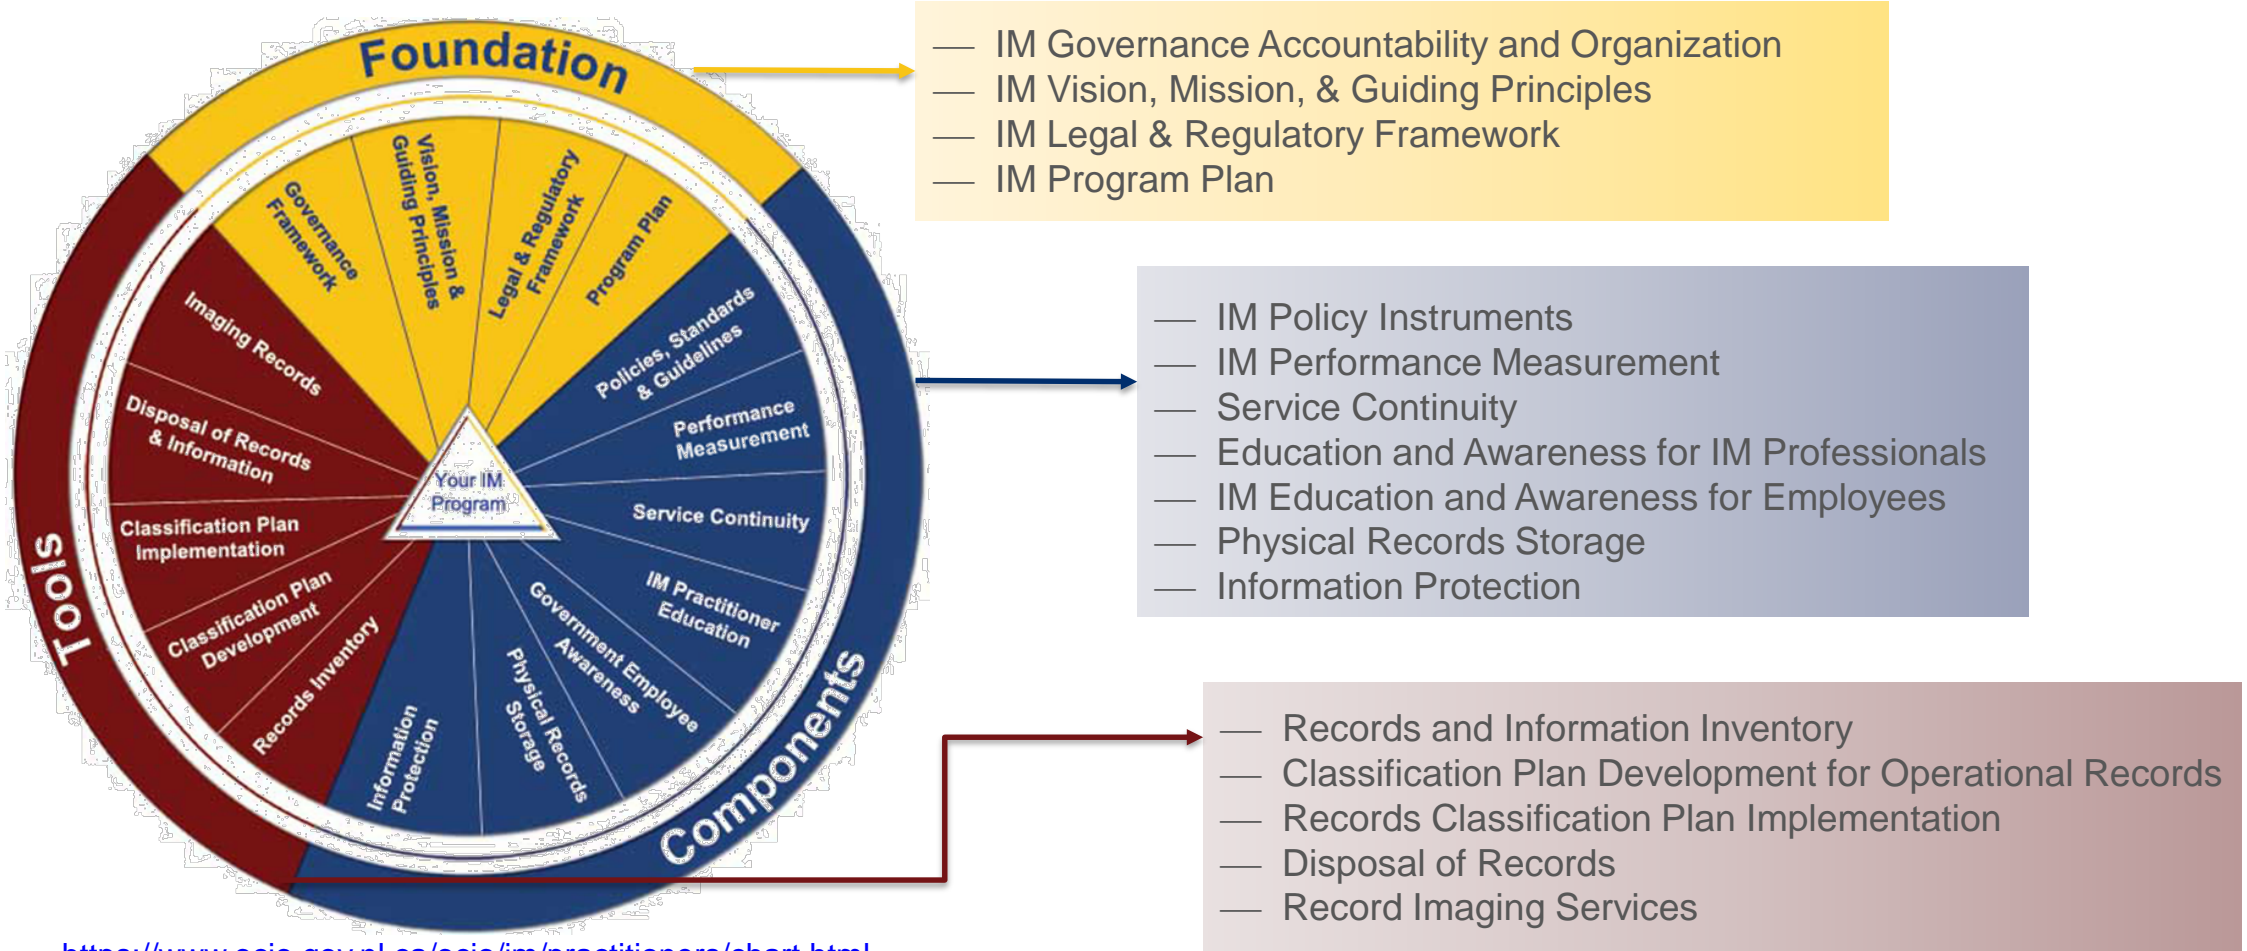 Foundation
Governance
Framework
Vision, Mission &
Guiding Principles
Legal & Regulatory
Framework
Program Plan
Policies, Standards
& Guidelines
Performance
Measurement
Service Continuity
IM Practitioner
Education
Government Employee
Awareness
Physical Records
Storage
Information
Protection
Components
Records Inventory
Classification Plan
Development
Classification Plan
Implementation
Disposal of Records
& Information
Imaging Records
Tools
Your IM
Program
— IM Governance Accountability and Organization
— IM Vision, Mission, & Guiding Principles
— IM Legal & Regulatory Framework
— IM Program Plan
— IM Policy Instruments
— IM Performance Measurement
— Service Continuity
— Education and Awareness for IM Professionals
— IM Education and Awareness for Employees
— Physical Records Storage
— Information Protection
— Records and Information Inventory
— Classification Plan Development for Operational Records
— Records Classification Plan Implementation
— Disposal of Records
— Record Imaging Services